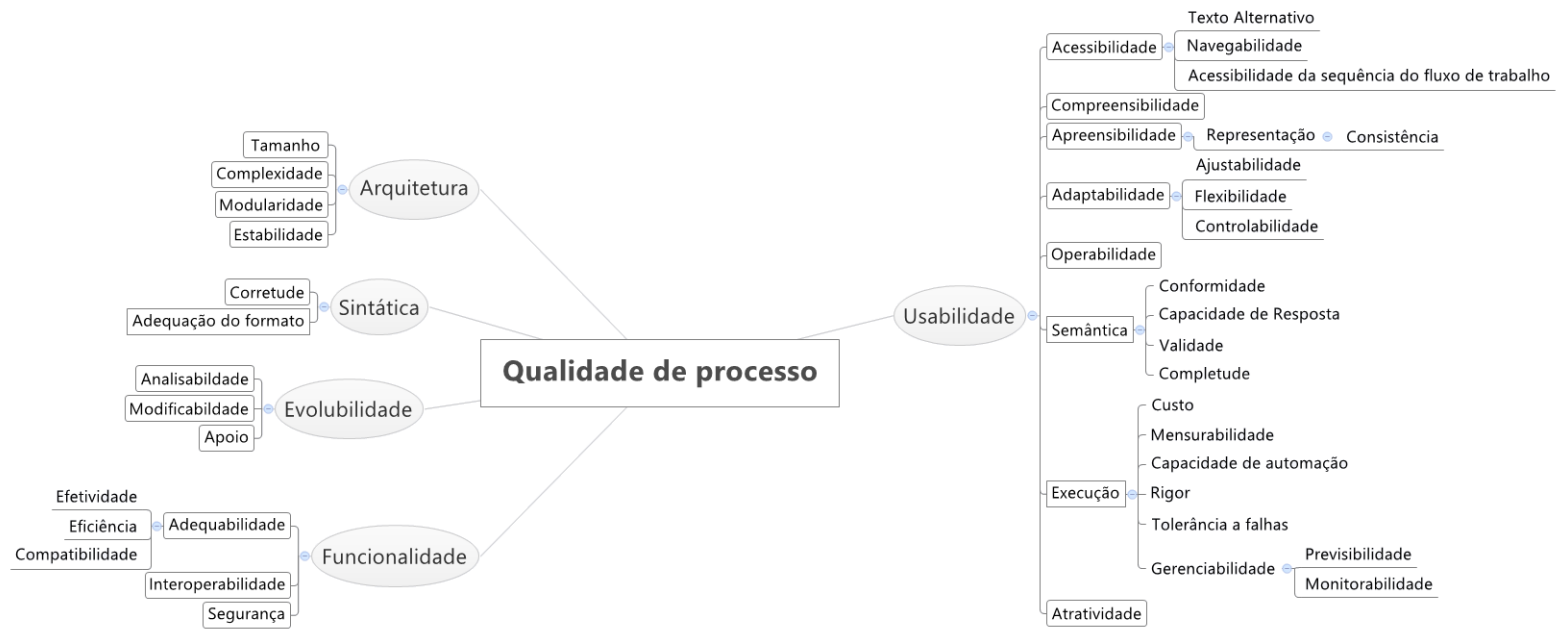 Qualidade de processo
Arquitetura
Tamanho
Complexidade
Modularidade
Estabilidade
Sintática
Corretude
Adequação do formato
Evolubilidade
Analisabildade
Modificabildade
Apoio
Funcionalidade
Adequabilidade
Efetividade
Eficiência
Compatibilidade
Interoperabilidade
Segurança
Usabilidade
Acessibilidade
Texto Alternativo
Navegabilidade
Acessibilidade da sequência do fluxo de trabalho
Compreensibilidade
Apreensibilidade
Representação
Consistência
Adaptabilidade
Ajustabilidade
Flexibilidade
Controlabilidade
Operabilidade
Semântica
Conformidade
Capacidade de Resposta
Validade
Completude
Execução
Custo
Mensurabilidade
Capacidade de automação
Rigor
Tolerância a falhas
Gerenciabilidade
Previsibilidade
Monitorabilidade
Atratividade